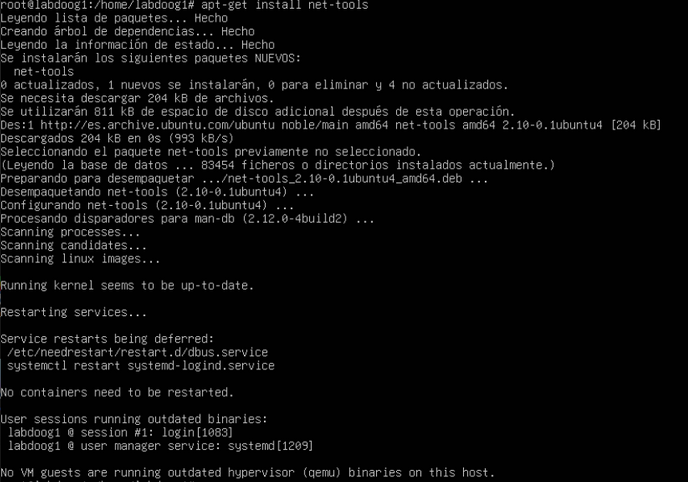 root@labdoog1:/home/labdoog1# apt-get install net-tools
Leyendo lista de paquetes... Hecho
Creando árbol de dependencias... Hecho
Leyendo la información de estado... Hecho
Se instalarán los siguientes paquetes NUEVOS:
  net-tools
0 actualizados, 1 nuevos se instalarán, 0 para eliminar y 4 no actualizados.
Se necesita descargar 204 kB de archivos.
Se utilizarán 811 kB de espacio de disco adicional después de esta operación.
Des:1 http://es.archive.ubuntu.com/ubuntu noble/main amd64 net-tools amd64 2.10-0.1ubuntu4 [204 kB]
Descargados 204 kB en 0s (993 kB/s)
Seleccionando el paquete net-tools previamente no seleccionado.
(Leyendo la base de datos ... 83454 ficheros o directorios instalados actualmente.)
Preparando para desempaquetar .../net-tools_2.10-0.1ubuntu4_amd64.deb ...
Desempaquetando net-tools (2.10-0.1ubuntu4) ...
Configurando net-tools (2.10-0.1ubuntu4) ...
Procesando disparadores para man-db (2.12.0-4build2) ...
Scanning processes...
Scanning candidates...
Scanning linux images...
Running kernel seems to be up-to-date.
Restarting services...
Service restarts being deferred:
 /etc/needrestart/restart.d/dbus.service
 systemctl restart systemd-logind.service
No containers need to be restarted.
User sessions running outdated binaries:
 labdoog1 @ session #1: login[1083]
 labdoog1 @ user manager service: systemd[1209]
No VM guests are running outdated hypervisor (qemu) binaries on this host.